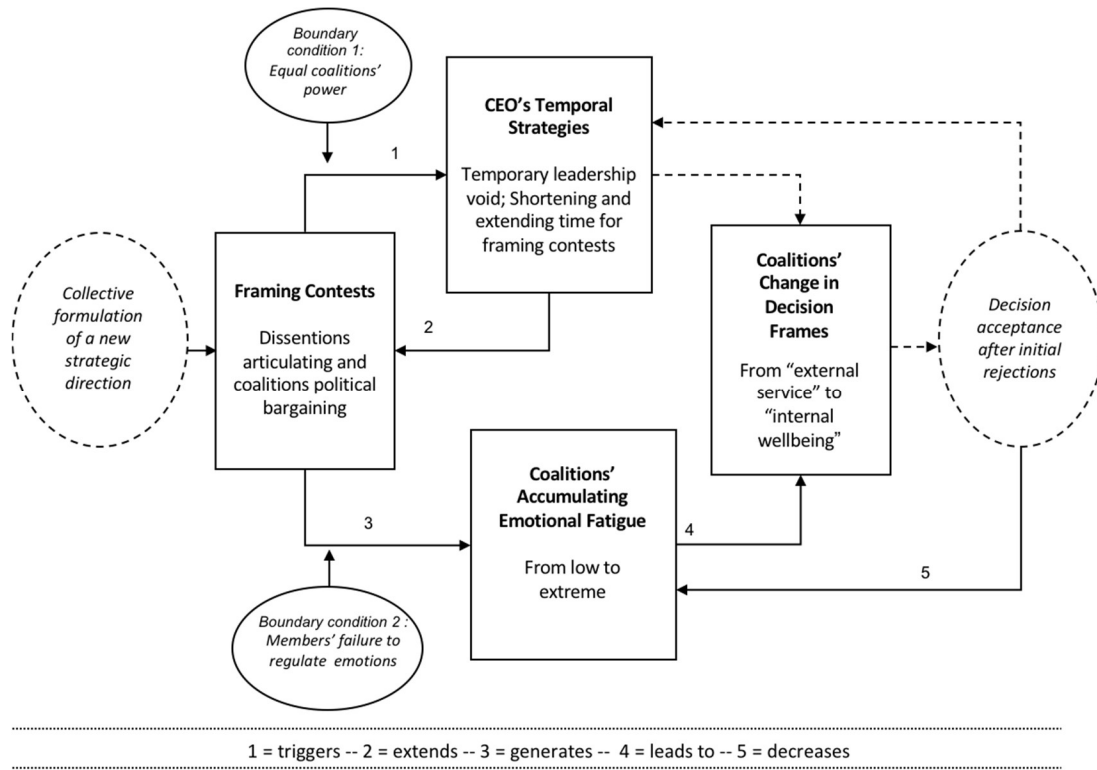 Boundary
condition 1:
Equal coalitions’
power
CEO’s Temporal
Strategies
Temporary leadership
void; Shortening and
extending time for
framing contests
1
2
Collective
formulation
of a new
strategic
direction
Framing Contests
Dissentions
articulating and
coalitions political
bargaining
Coalitions’
Change in
Decision
Frames
From “external
service” to
“internal
wellbeing”
Decision
acceptance
after initial
rejections
3
Coalitions’
Accumulating
Emotional Fatigue
From low to
extreme
4
5
Boundary condition 2 :
Members’ failure to
regulate emotions
1 = triggers -- 2 = extends -- 3 = generates -- 4 = leads to -- 5 = decreases